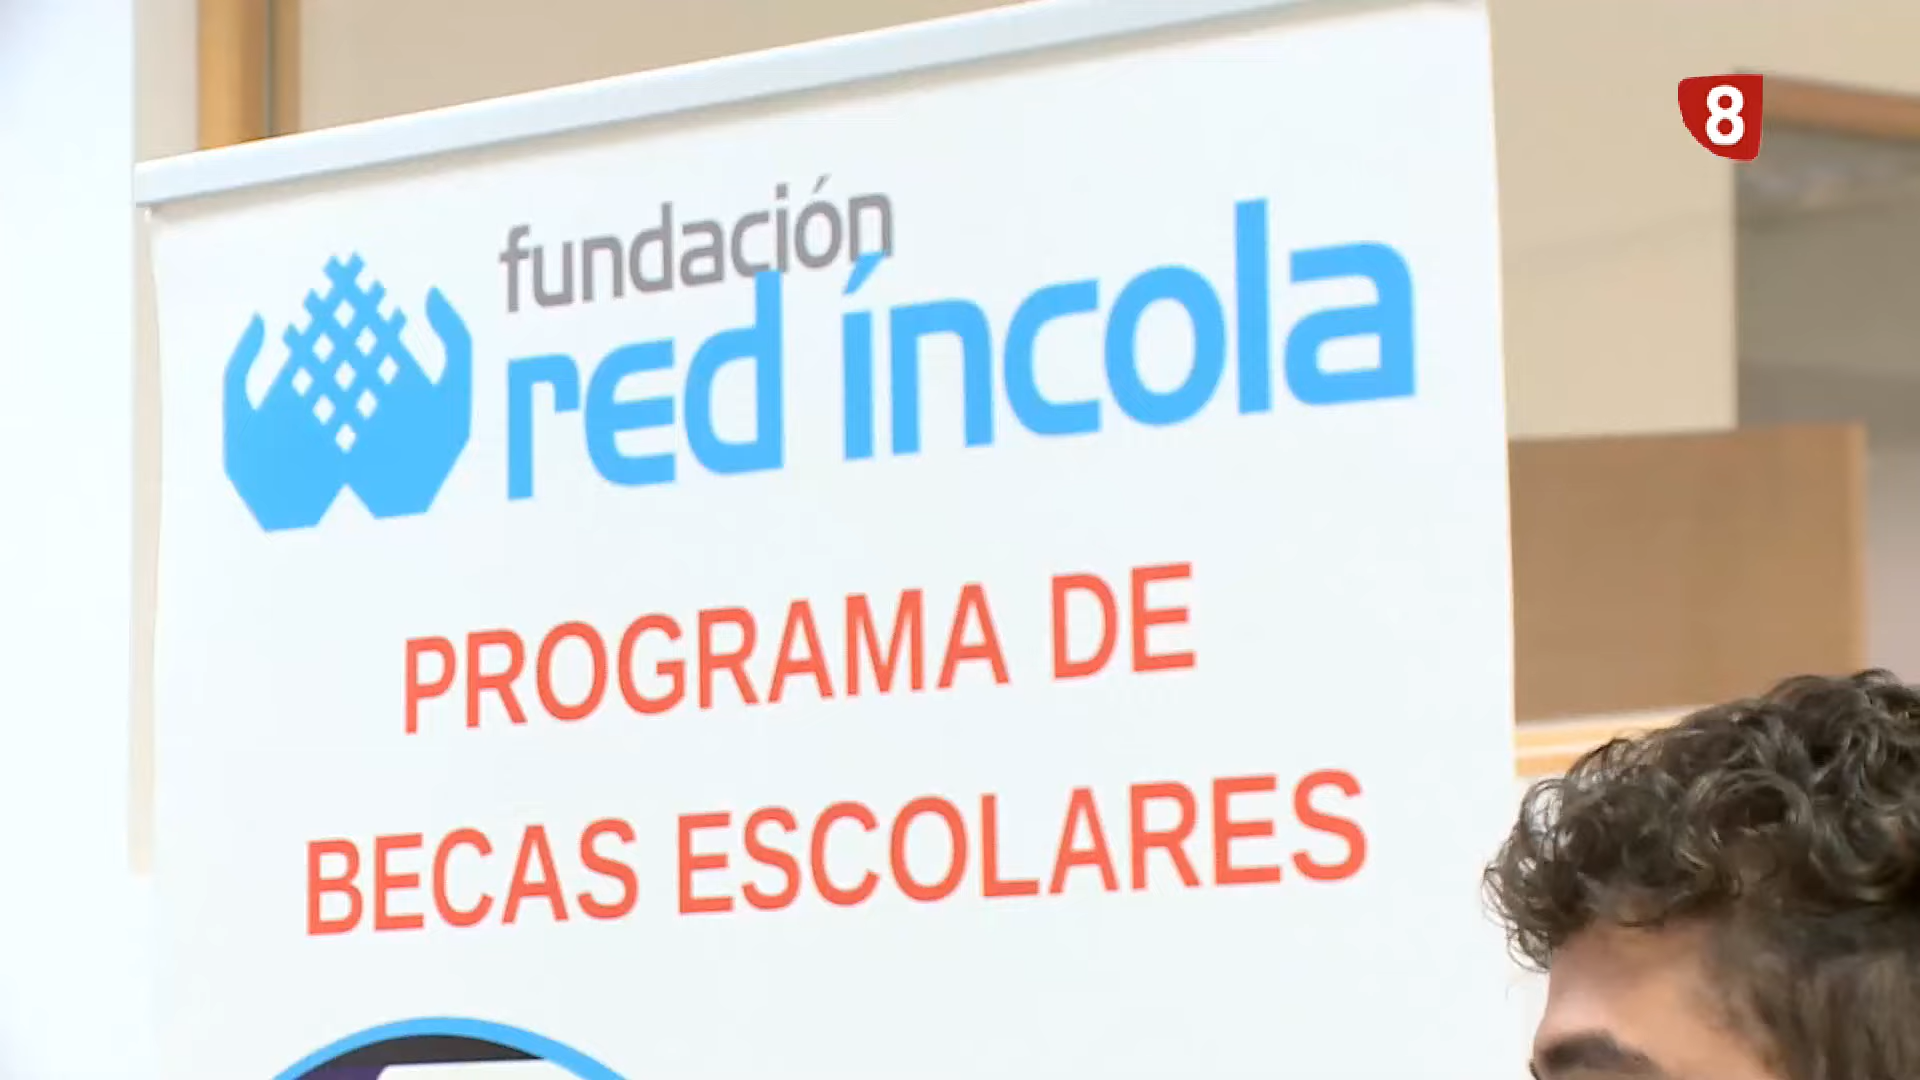 8
fundación
red íncola
PROGRAMA DE
BECAS ESCOLARES